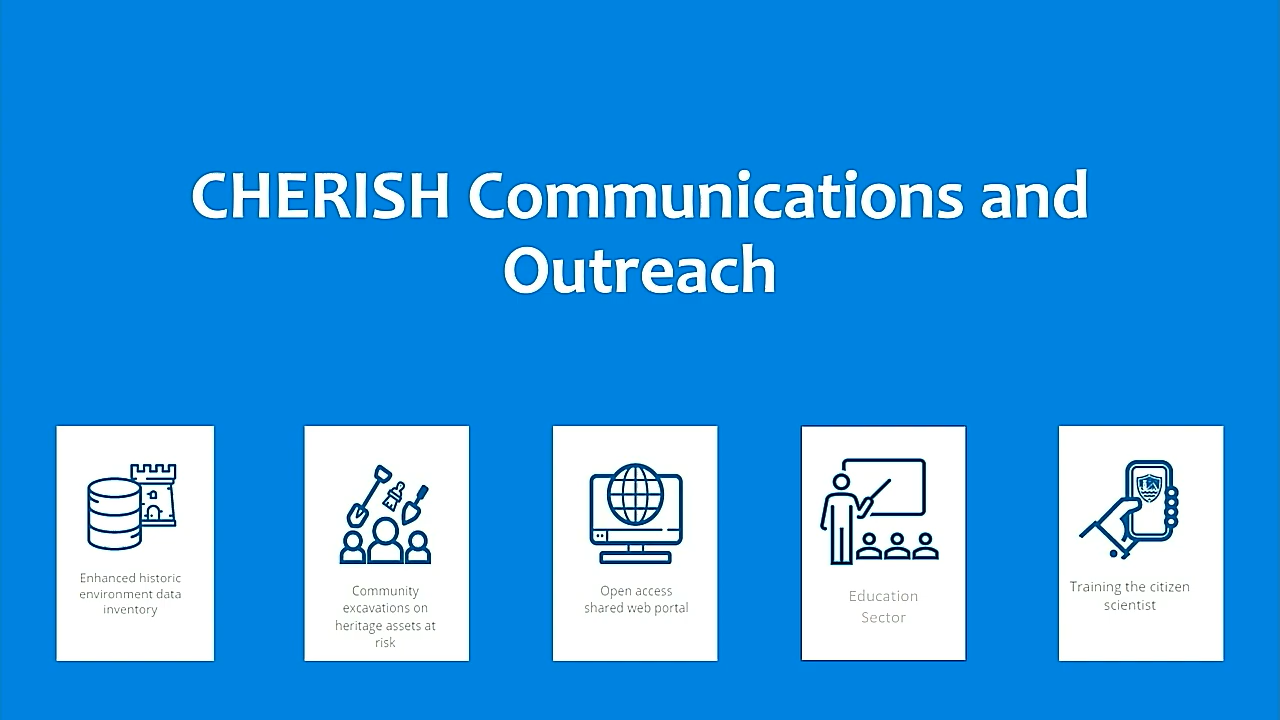 CHERISH Communications and
Outreach
Enhanced historic
environment data
inventory
Community
excavations on
heritage assets at
risk
Open access
shared web portal
Education
Sector
Training the citizen
scientist